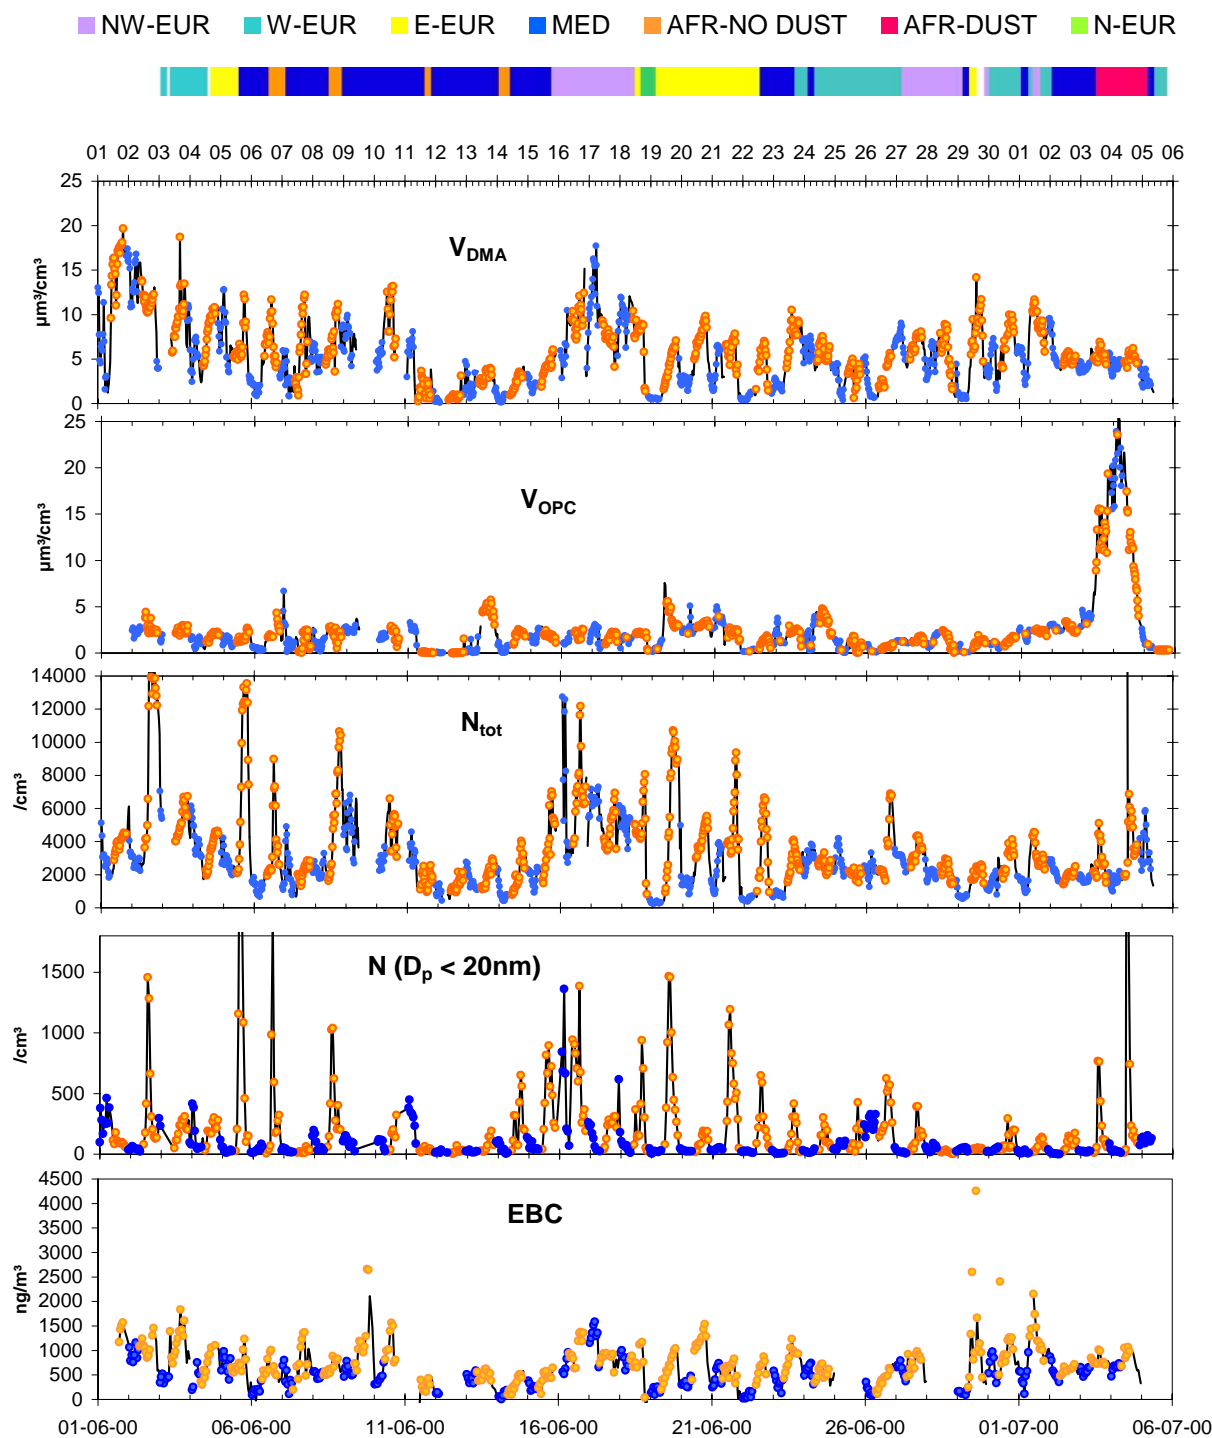 NW-EUR W-EUR E-EUR MED AFR-NO DUST AFR-DUST N-EUR
01 02 03 04 05 06 07 08 09 10 11 12 13 14 15 16 17 18 19 20 21 22 23 24 25 26 27 28 29 30 01 02 03 04 05 06
25
20
15
10
5
0
µm³/cm³
V_DMA
25
20
15
10
5
0
µm³/cm³
V_OPC
14000
12000
10000
8000
6000
4000
2000
0
/cm³
N_tot
1500
1000
500
0
/cm³
N (D_p < 20nm)
4500
4000
3500
3000
2500
2000
1500
1000
500
0
ng/m³
EBC
01-06-00 06-06-00 11-06-00 16-06-00 21-06-00 26-06-00 01-07-00 06-07-00